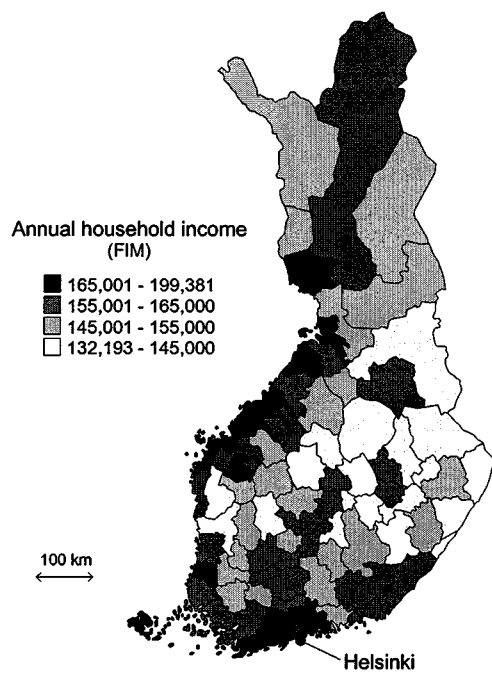 Annual household income
(FIM)
165,001 - 199,381
155,001 - 165,000
145,001 - 155,000
132,193 - 145,000
100 km
Helsinki